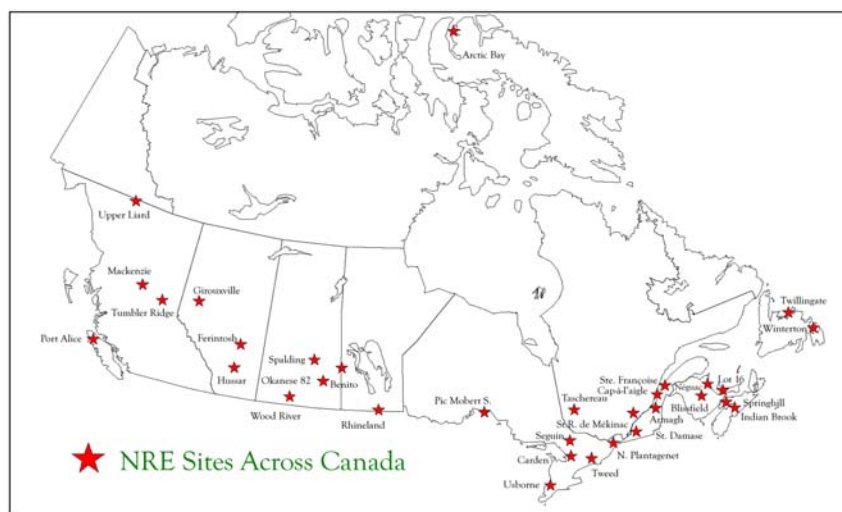 Arctic Bay
Upper Liard
Mackenzie
Girouxville
Tumbler Ridge
Twillingate
Winterton
Port Alice
Ferintosh
Spalding
Hussar
Okanese 82
Benito
Wood River
Rhineland
Pic Mobert S.
Taschereau
Ste. Françoise
Cap-à-l'aigle
Néguac
Lot 16
Blissfield
Springhill
Armagh
Indian Brook
St.R. de Mékinac
St. Damase
Seguin
N. Plantagenet
Carden
Tweed
Usborne
NRE Sites Across Canada